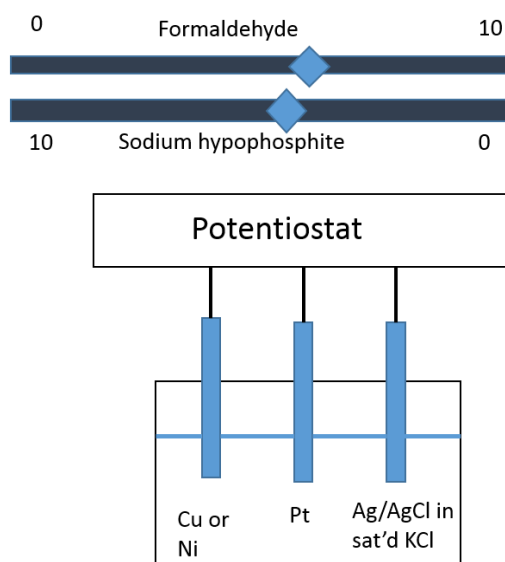 0 Formaldehyde 10
10 Sodium hypophosphite 0
Potentiostat
Cu or
Ni
Pt
Ag/AgCl in
sat’d KCl